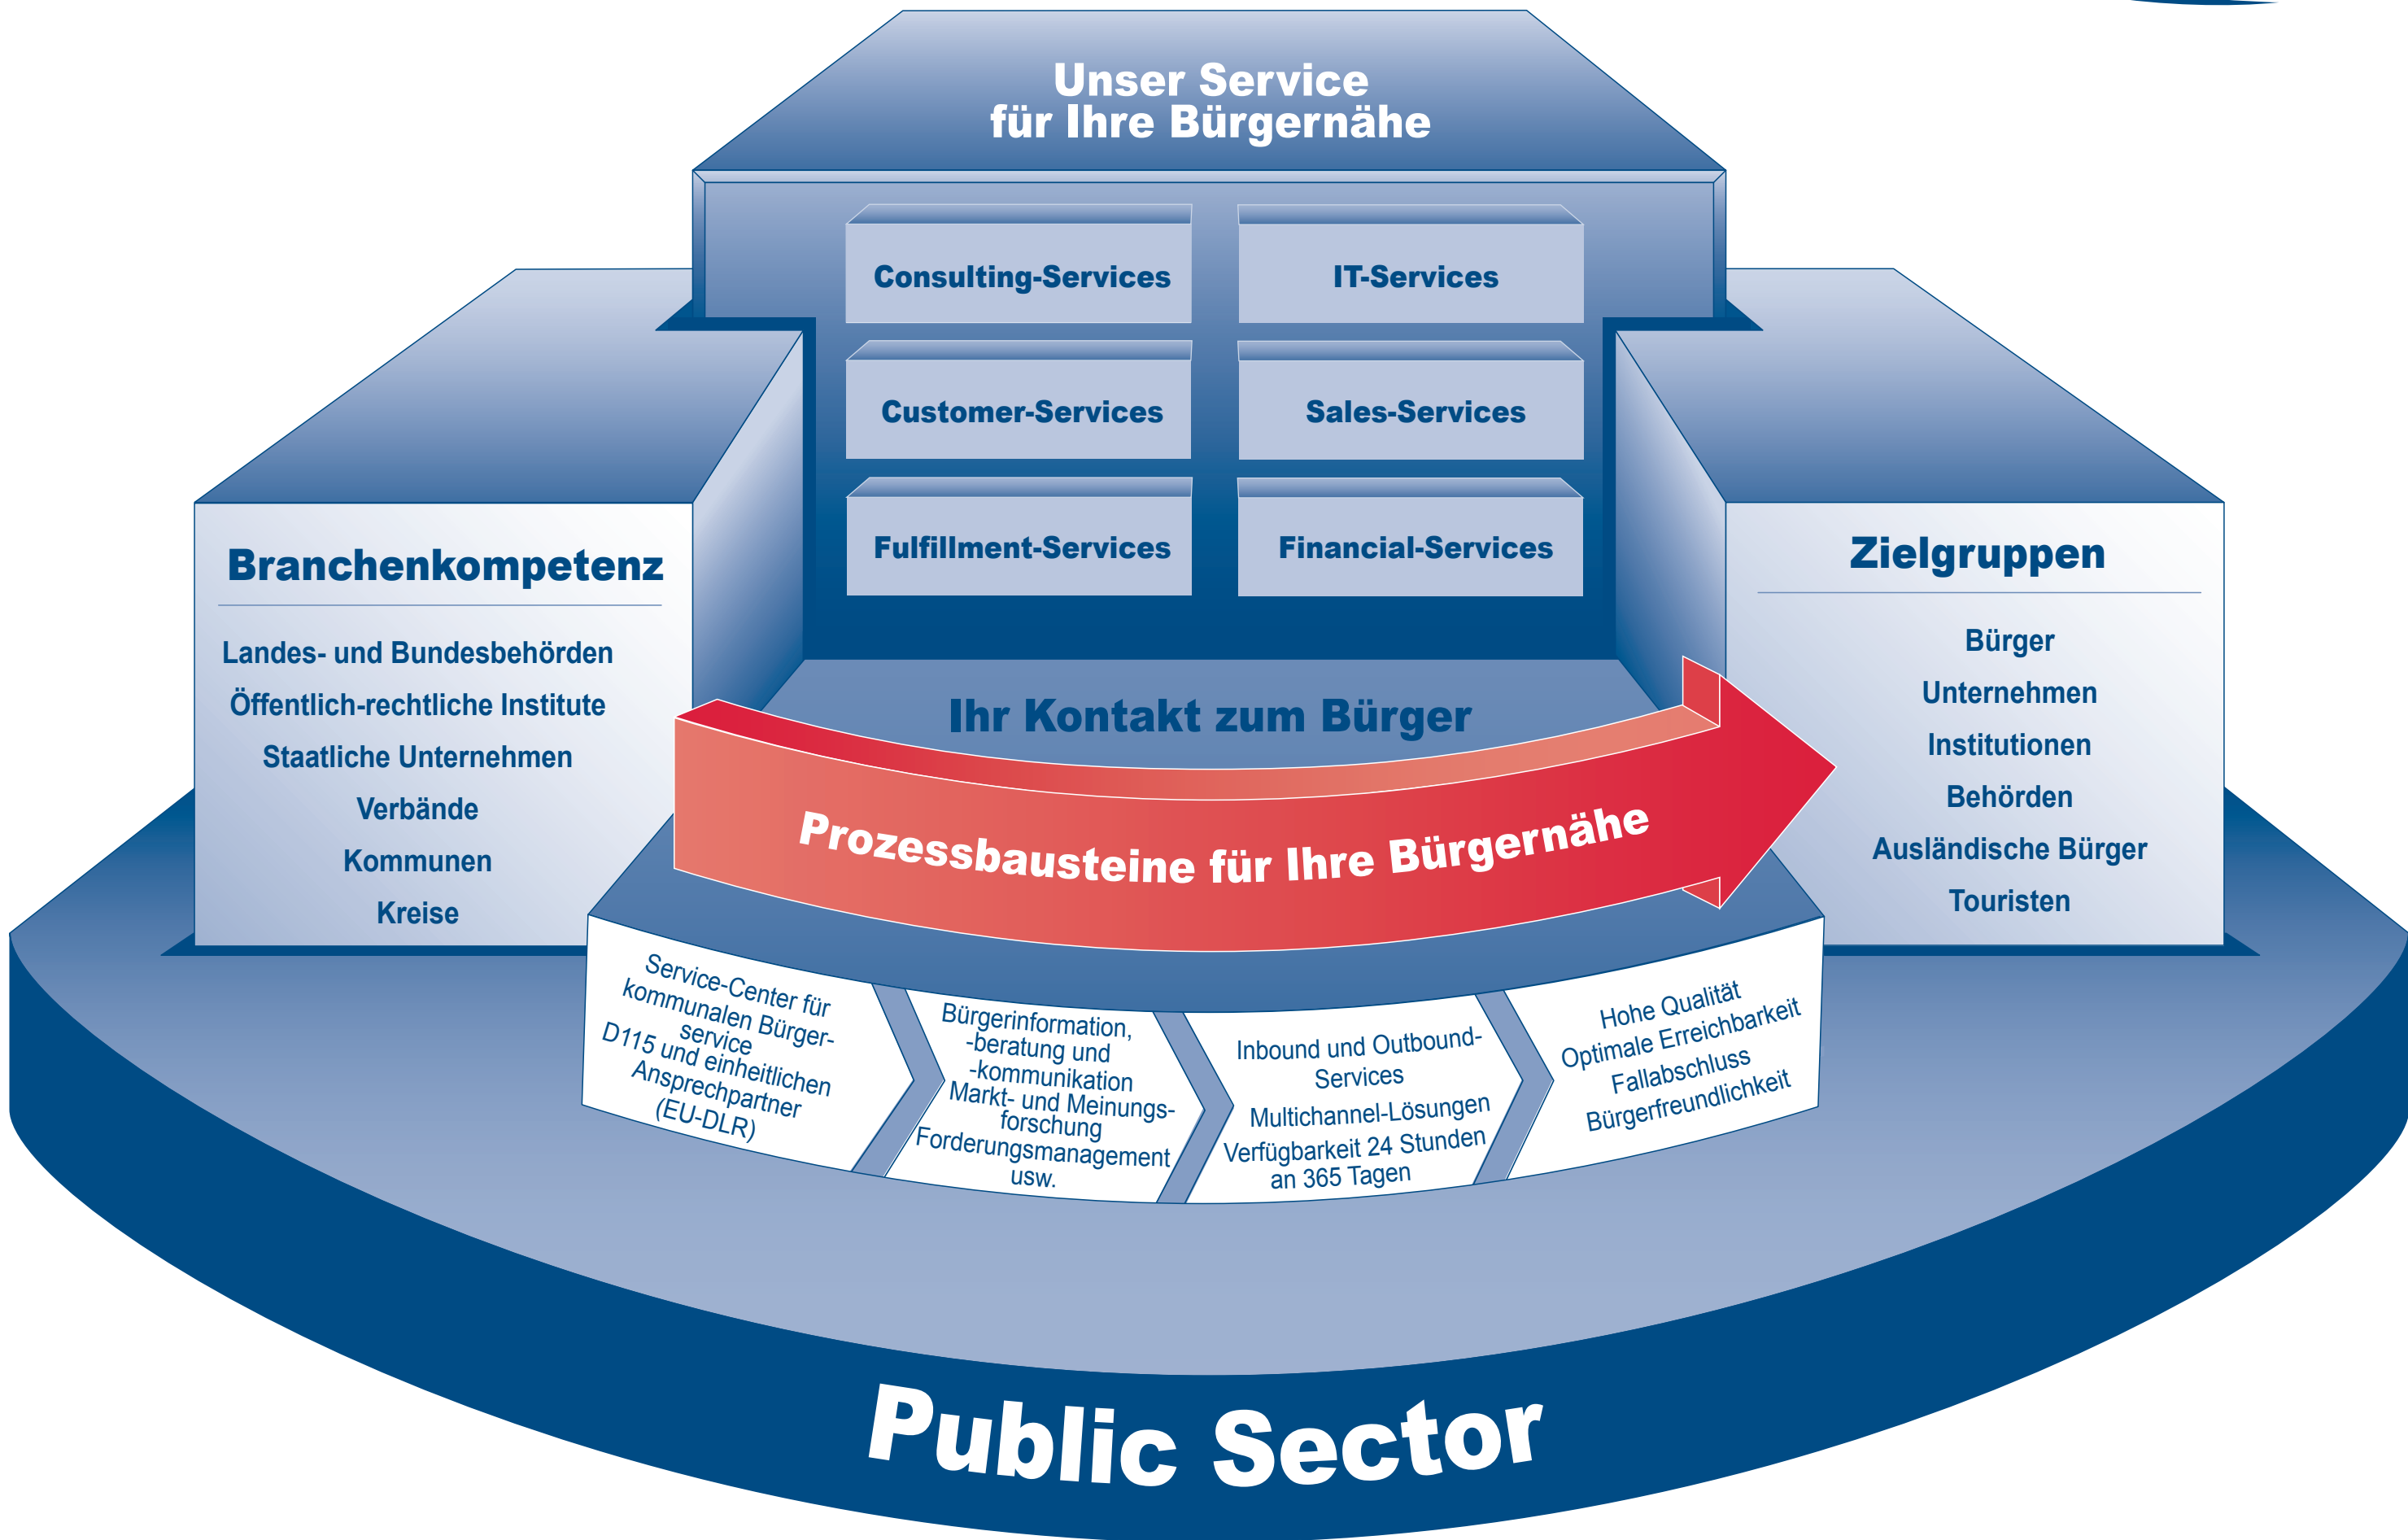 Unser Service
für Ihre Bürgernähe
Consulting-Services
IT-Services
Customer-Services
Sales-Services
Fulfillment-Services
Financial-Services
Branchenkompetenz
Landes- und Bundesbehörden
Öffentlich-rechtliche Institute
Staatliche Unternehmen
Verbände
Kommunen
Kreise
Zielgruppen
Bürger
Unternehmen
Institutionen
Behörden
Ausländische Bürger
Touristen
Ihr Kontakt zum Bürger
Prozessbausteine für Ihre Bürgernähe
Service-Center für
kommunalen Bürger-
service
D115 und einheitlichen
Ansprechpartner
(EU-DLR)
Bürgerinformation,
-beratung und
-kommunikation
Markt- und Meinungs-
forschung
Forderungsmanagement
usw.
Inbound und Outbound-
Services
Multichannel-Lösungen
Verfügbarkeit 24 Stunden
an 365 Tagen
Hohe Qualität
Optimale Erreichbarkeit
Fallabschluss
Bürgerfreundlichkeit
Public Sector